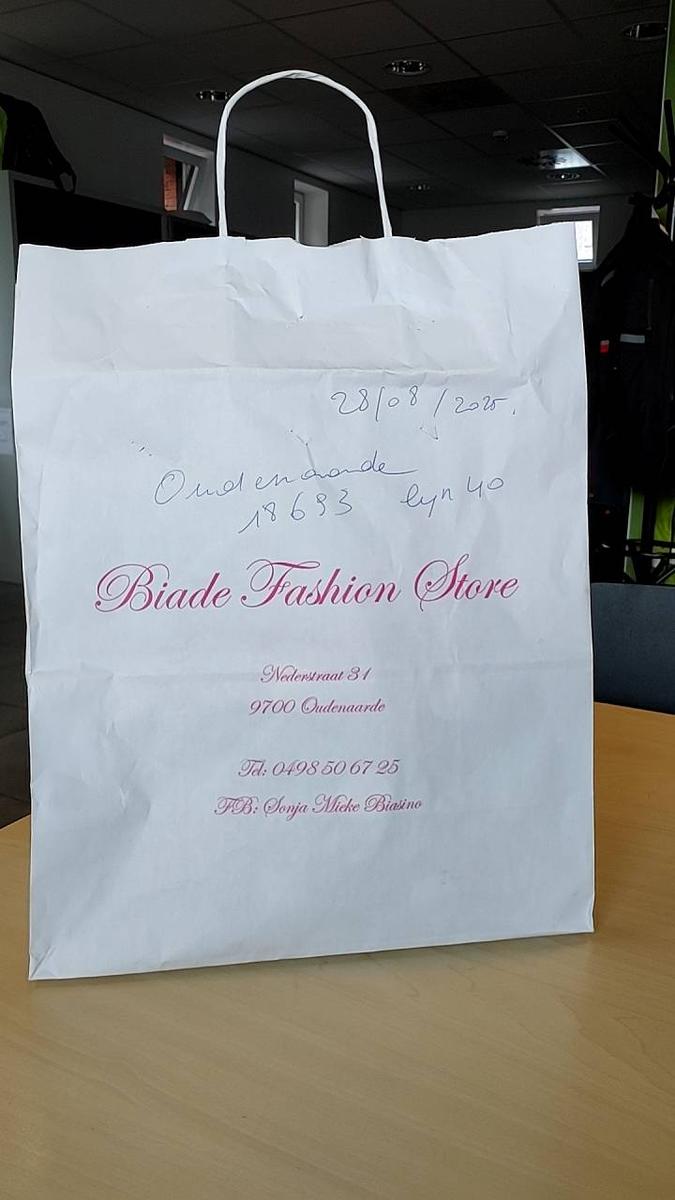 28/08/2025.
Oudenaarde
18693 lijn 40
Biade Fashion Store
Nederstraat 31
9700 Oudenaarde
Tel: 0498 50 67 25
FB: Sonja Mieke Biasino